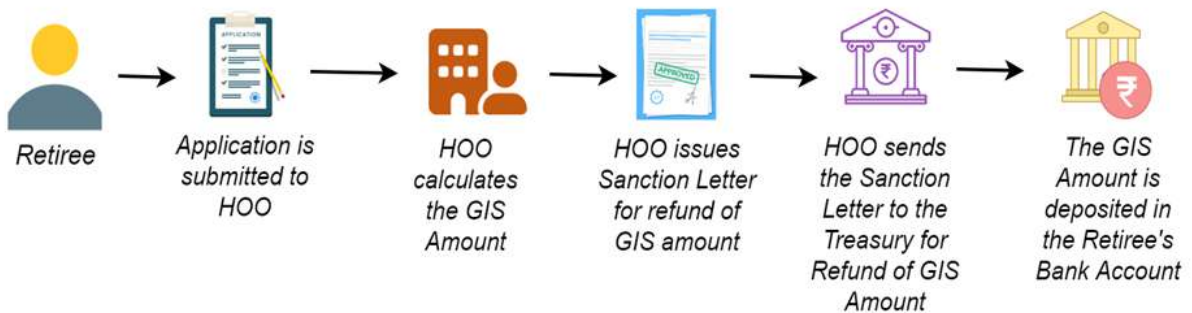 Retiree
APPLICATION
Application is
submitted to
HOO
HOO
calculates
the GIS
Amount
APPROVED
HOO issues
Sanction Letter
for refund of
GIS amount
₹
HOO sends
the Sanction
Letter to the
Treasury for
Refund of GIS
Amount
₹
The GIS
Amount is
deposited in
the Retiree's
Bank Account